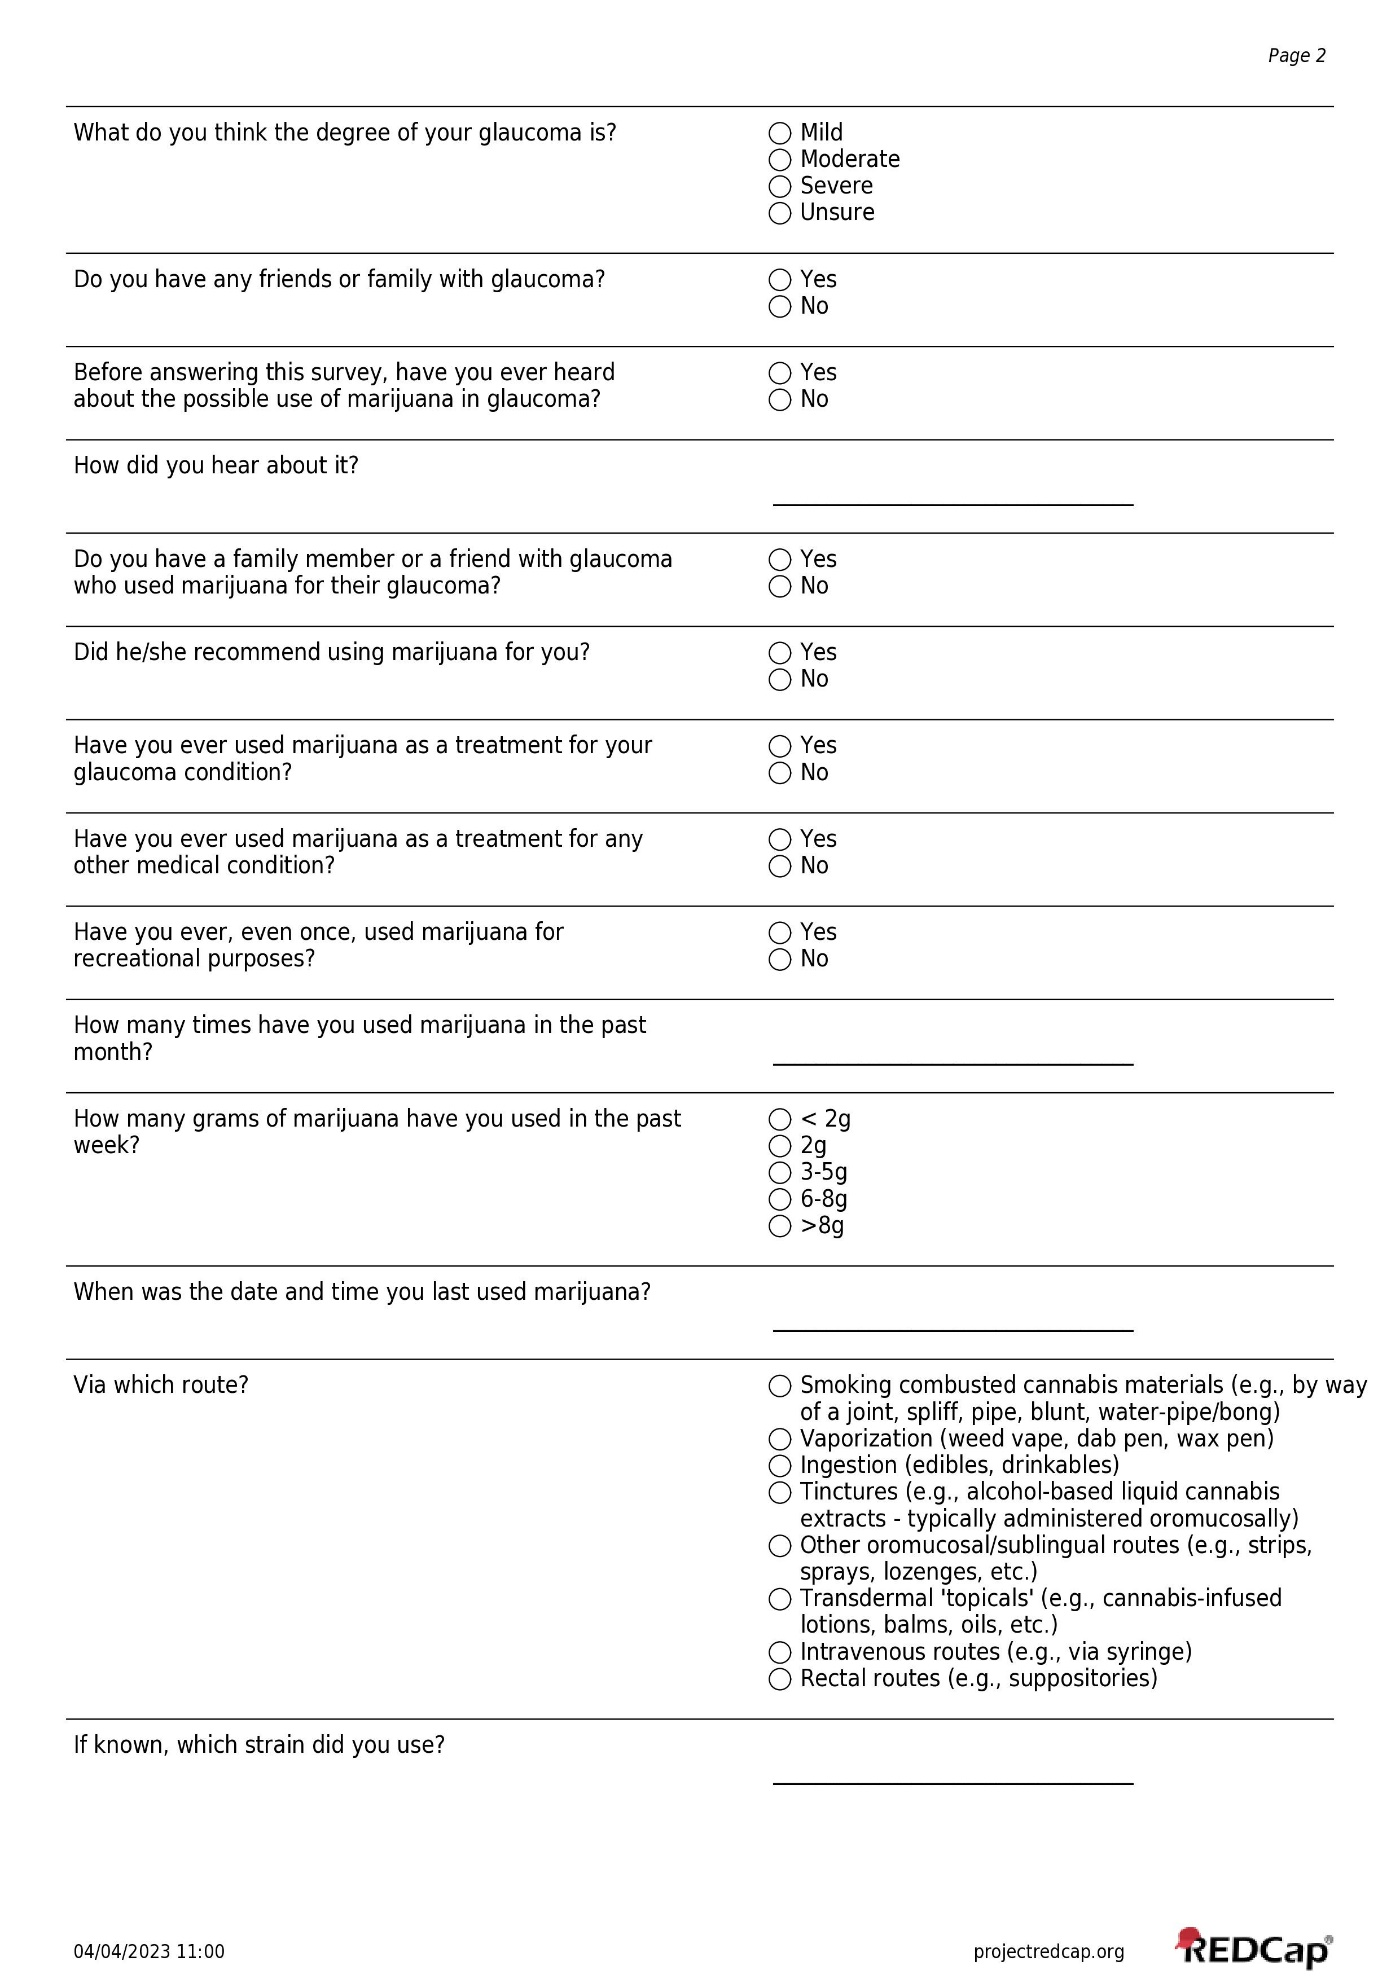 Page 2
What do you think the degree of your glaucoma is?
Mild
Moderate
Severe
Unsure
Do you have any friends or family with glaucoma?
Yes
No
Before answering this survey, have you ever heard
about the possible use of marijuana in glaucoma?
Yes
No
How did you hear about it?
Do you have a family member or a friend with glaucoma
who used marijuana for their glaucoma?
Yes
No
Did he/she recommend using marijuana for you?
Yes
No
Have you ever used marijuana as a treatment for your
glaucoma condition?
Yes
No
Have you ever used marijuana as a treatment for any
other medical condition?
Yes
No
Have you ever, even once, used marijuana for
recreational purposes?
Yes
No
How many times have you used marijuana in the past
month?
How many grams of marijuana have you used in the past
week?
< 2g
2g
3-5g
6-8g
>8g
When was the date and time you last used marijuana?
Via which route?
Smoking combusted cannabis materials (e.g., by way
of a joint, spliff, pipe, blunt, water-pipe/bong)
Vaporization (weed vape, dab pen, wax pen)
Ingestion (edibles, drinkables)
Tinctures (e.g., alcohol-based liquid cannabis
extracts - typically administered oromucosally)
Other oromucosal/sublingual routes (e.g., strips,
sprays, lozenges, etc.)
Transdermal 'topicals' (e.g., cannabis-infused
lotions, balms, oils, etc.)
Intravenous routes (e.g., via syringe)
Rectal routes (e.g., suppositories)
If known, which strain did you use?
04/04/2023 11:00
projectredcap.org
REDCap®